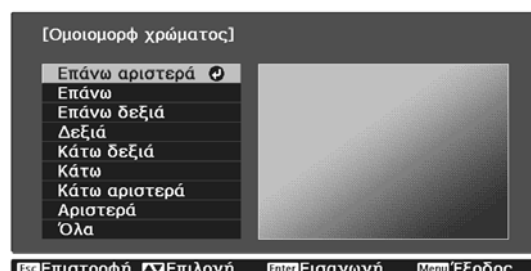 [Ομοιομορφ χρώματος]
Επάνω αριστερά
Επάνω
Επάνω δεξιά
Δεξιά
Κάτω δεξιά
Κάτω
Κάτω αριστερά
Αριστερά
Όλα
Esc Επιστροφή Επιλογή Enter Εισαγωγή Menu Έξοδος